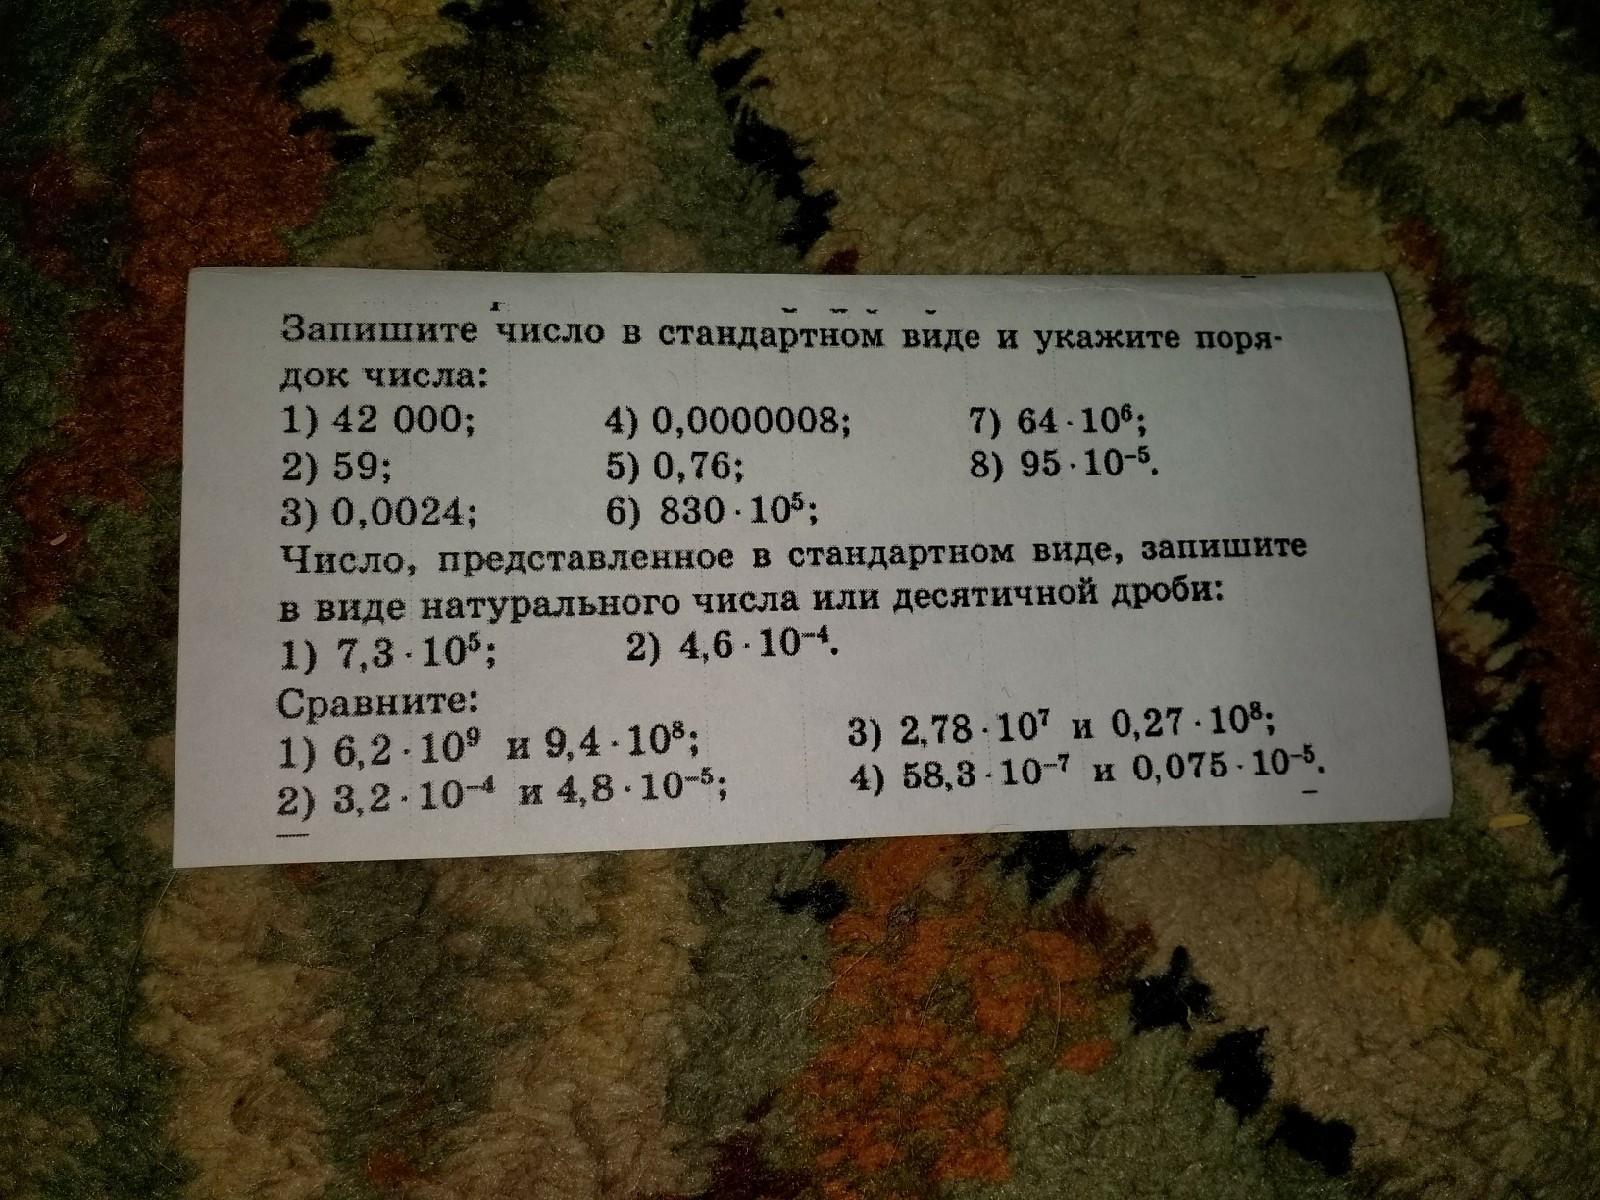 Запишите число в стандартном виде и укажите поря-
док числа:
1) 42 000; 4) 0,0000008; 7) 64 · 10⁶;
2) 59; 5) 0,76; 8) 95 · 10⁻⁵.
3) 0,0024; 6) 830 · 10⁵;
Число, представленное в стандартном виде, запишите
в виде натурального числа или десятичной дроби:
1) 7,3 · 10⁵; 2) 4,6 · 10⁻⁴.
Сравните:
1) 6,2 · 10⁹ и 9,4 · 10⁸; 3) 2,78 · 10⁷ и 0,27 · 10⁸;
2) 3,2 · 10⁻⁴ и 4,8 · 10⁻⁵; 4) 58,3 · 10⁻⁷ и 0,075 · 10⁻⁵.